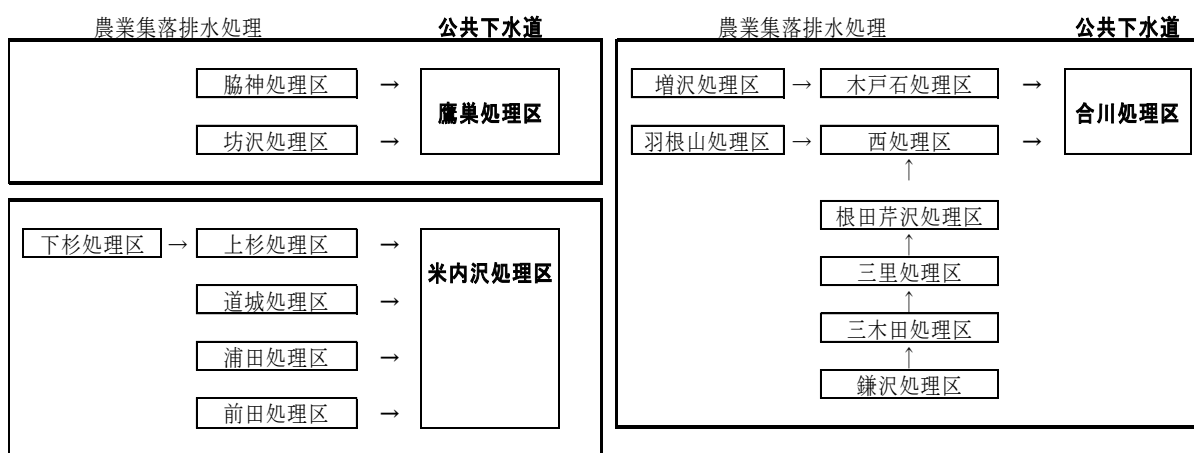 農業集落排水処理 公共下水道
脇神処理区 →
鷹巣処理区
坊沢処理区 →
下杉処理区 → 上杉処理区 →
米内沢処理区
道城処理区 →
浦田処理区 →
前田処理区 →
農業集落排水処理 公共下水道
増沢処理区 → 木戸石処理区 →
合川処理区
羽根山処理区 → 西処理区 →
↑
根田芹沢処理区
↑
三里処理区
↑
三木田処理区
↑
鎌沢処理区